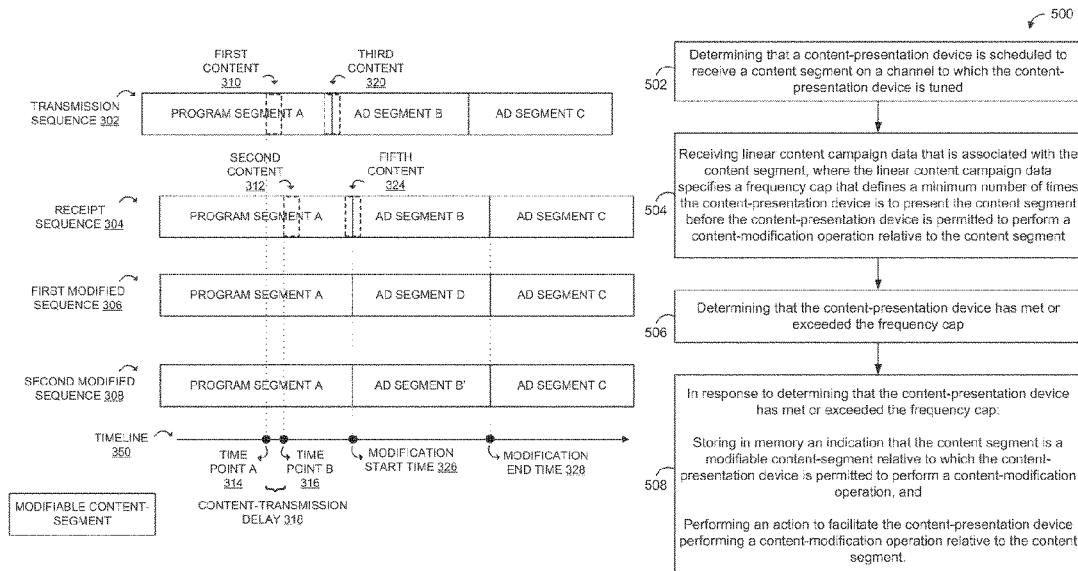 FIRST
CONTENT
310
THIRD
CONTENT
320
TRANSMISSION
SEQUENCE 302
PROGRAM SEGMENT A
AD SEGMENT B
AD SEGMENT C
SECOND
CONTENT
312
FIFTH
CONTENT
324
RECEIPT
SEQUENCE 304
PROGRAM SEGMENT A
AD SEGMENT B
AD SEGMENT C
FIRST MODIFIED
SEQUENCE 306
PROGRAM SEGMENT A
AD SEGMENT D
AD SEGMENT C
SECOND MODIFIED
SEQUENCE 308
PROGRAM SEGMENT A
AD SEGMENT B'
AD SEGMENT C
TIMELINE
350
TIME
POINT A
314
TIME
POINT B
316
MODIFICATION
START TIME 326
MODIFICATION
END TIME 328
CONTENT-TRANSMISSION
DELAY 318
MODIFIABLE CONTENT-
SEGMENT
500
502
Determining that a content-presentation device is scheduled to
receive a content segment on a channel to which the content-
presentation device is tuned
504
Receiving linear content campaign data that is associated with the
content segment, where the linear content campaign data
specifies a frequency cap that defines a minimum number of times
the content-presentation device is to present the content segment
before the content-presentation device is permitted to perform a
content-modification operation relative to the content segment
506
Determining that the content-presentation device has met or
exceeded the frequency cap
508
In response to determining that the content-presentation device
has met or exceeded the frequency cap:
Storing in memory an indication that the content segment is a
modifiable content-segment relative to which the content-
presentation device is permitted to perform a content-modification
operation, and
Performing an action to facilitate the content-presentation device
performing a content-modification operation relative to the content
segment.